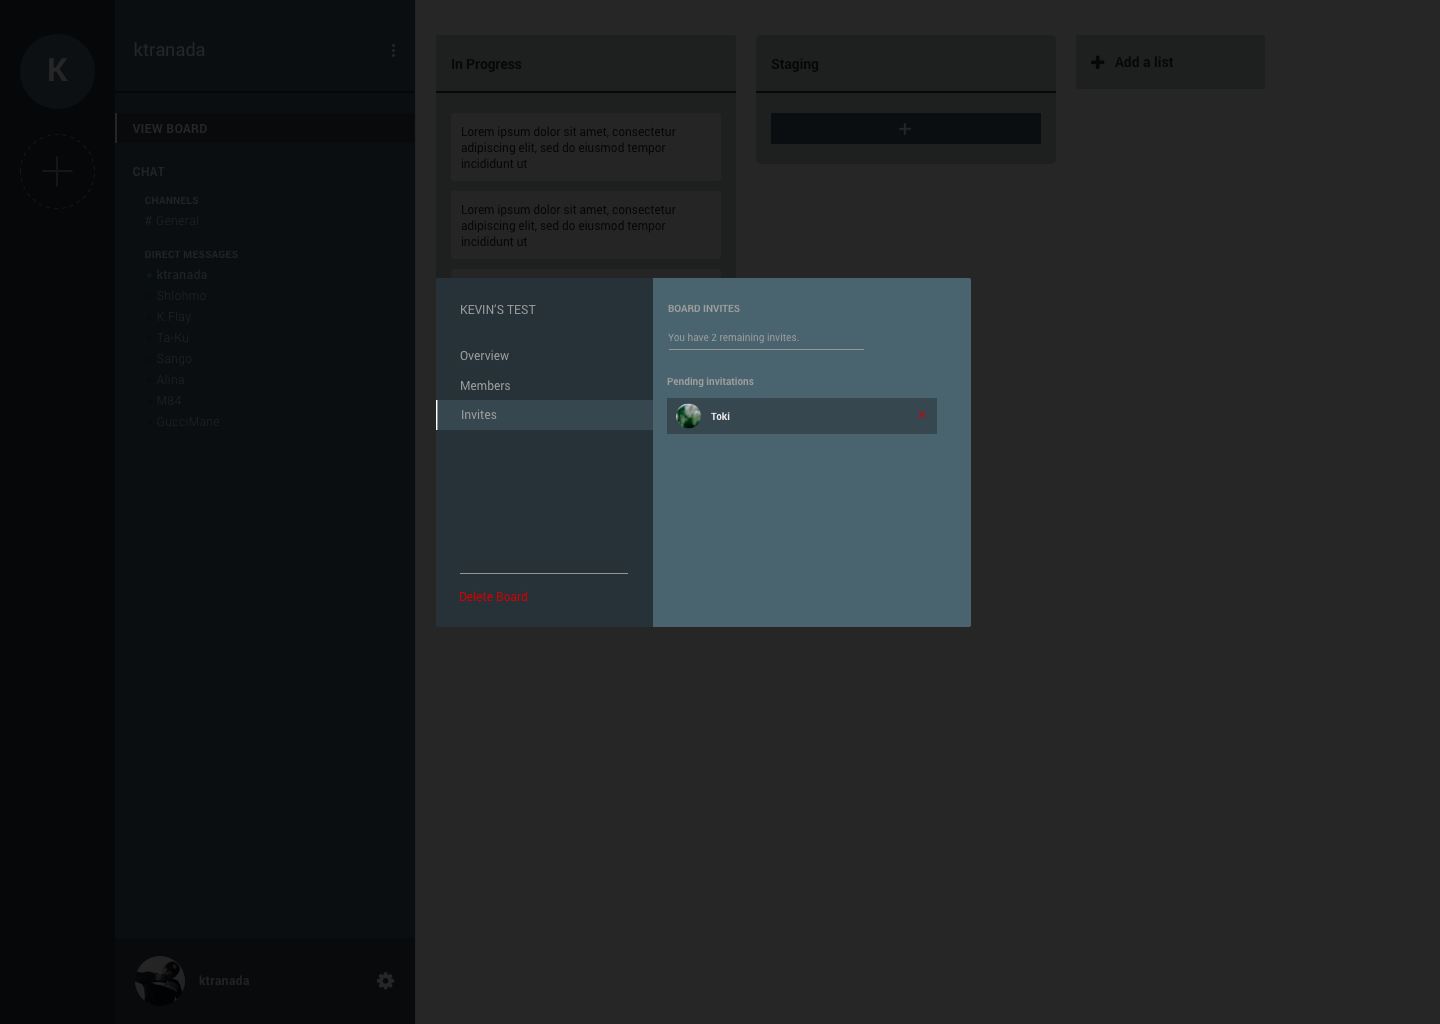 K
ktranada
VIEW BOARD
CHAT
CHANNELS
# General
DIRECT MESSAGES
ktranada
Shlohmo
K.Flay
Ta-Ku
Sango
Alina
M84
GucciMane
ktranada
In Progress
Lorem ipsum dolor sit amet, consectetur
adipiscing elit, sed do eiusmod tempor
incididunt ut
Lorem ipsum dolor sit amet, consectetur
adipiscing elit, sed do eiusmod tempor
incididunt ut
Staging
+
Add a list
KEVIN'S TEST
Overview
Members
Invites
Delete Board
BOARD INVITES
You have 2 remaining invites.
Pending invitations
Toki